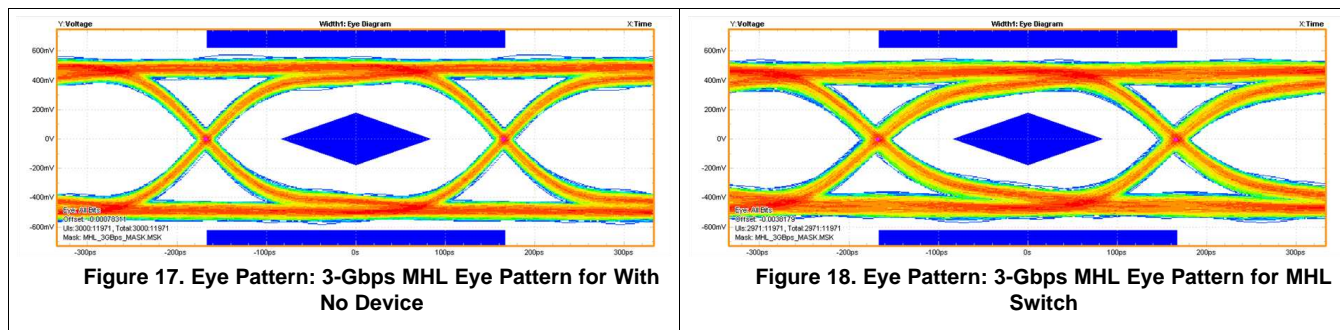 Y:Voltage Width1: Eye Diagram X:Time
600mV
400mV
200mV
0V
-200mV
-400mV
-600mV
Eye: All Bits
Offset: -0.00078311
UIs:3000:11971, Total:3000:11971
Mask: MHL_3GBps_MASK.MSK
-300ps -200ps -100ps 0s 100ps 200ps 300ps
Figure 17. Eye Pattern: 3-Gbps MHL Eye Pattern for With
No Device
Y:Voltage Width1: Eye Diagram X:Time
600mV
400mV
200mV
0V
-200mV
-400mV
-600mV
Eye: All Bits
Offset: -0.0038179
UIs:2971:11971, Total:2971:11971
Mask: MHL_3GBps_MASK.MSK
-300ps -200ps -100ps 0s 100ps 200ps 300ps
Figure 18. Eye Pattern: 3-Gbps MHL Eye Pattern for MHL
Switch